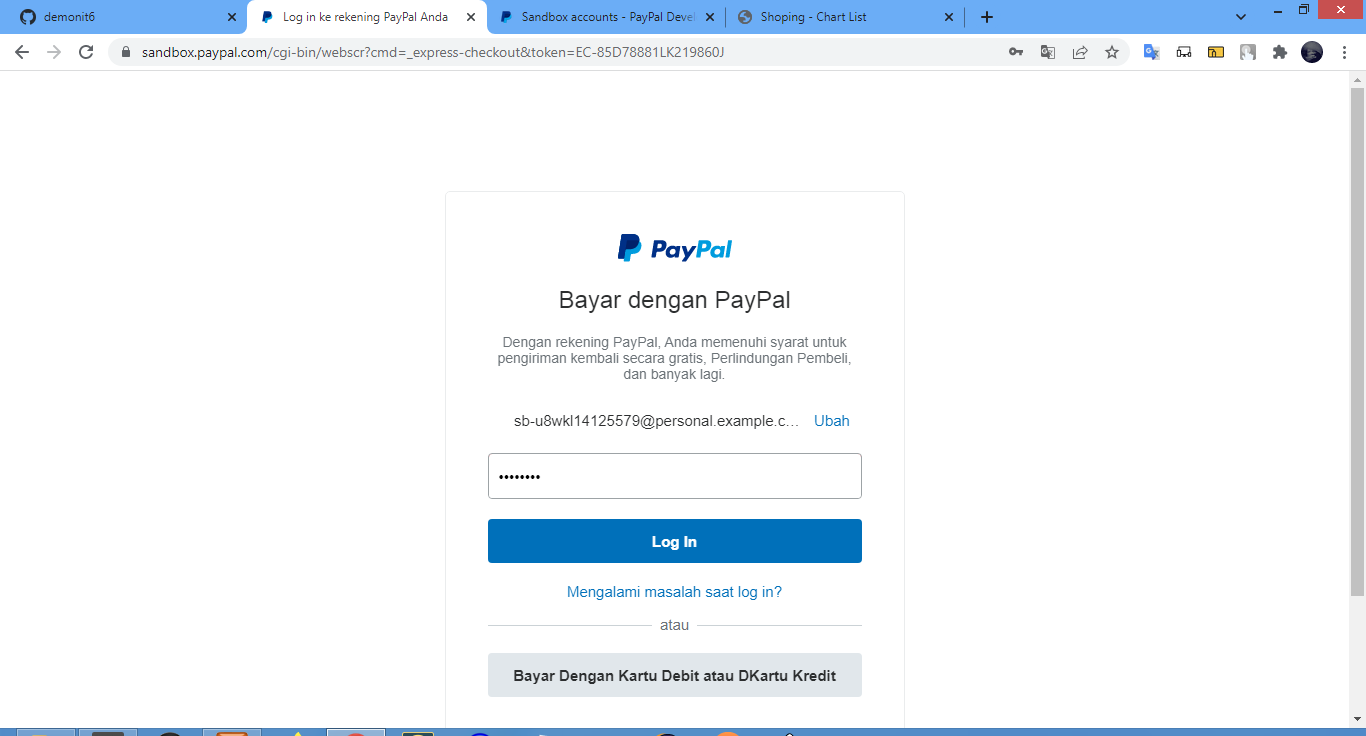 demonit6
Log in ke rekening PayPal Anda
Sandbox accounts - PayPal Devel
Shoping - Chart List
sandbox.paypal.com/cgi-bin/webscr?cmd=_express-checkout&token=EC-85D78881LK219860J
PayPal
Bayar dengan PayPal
Dengan rekening PayPal, Anda memenuhi syarat untuk
pengiriman kembali secara gratis, Perlindungan Pembeli,
dan banyak lagi.
sb-u8wkl14125579@personal.example.c... Ubah
••••••••
Log In
Mengalami masalah saat log in?
atau
Bayar Dengan Kartu Debit atau DKartu Kredit